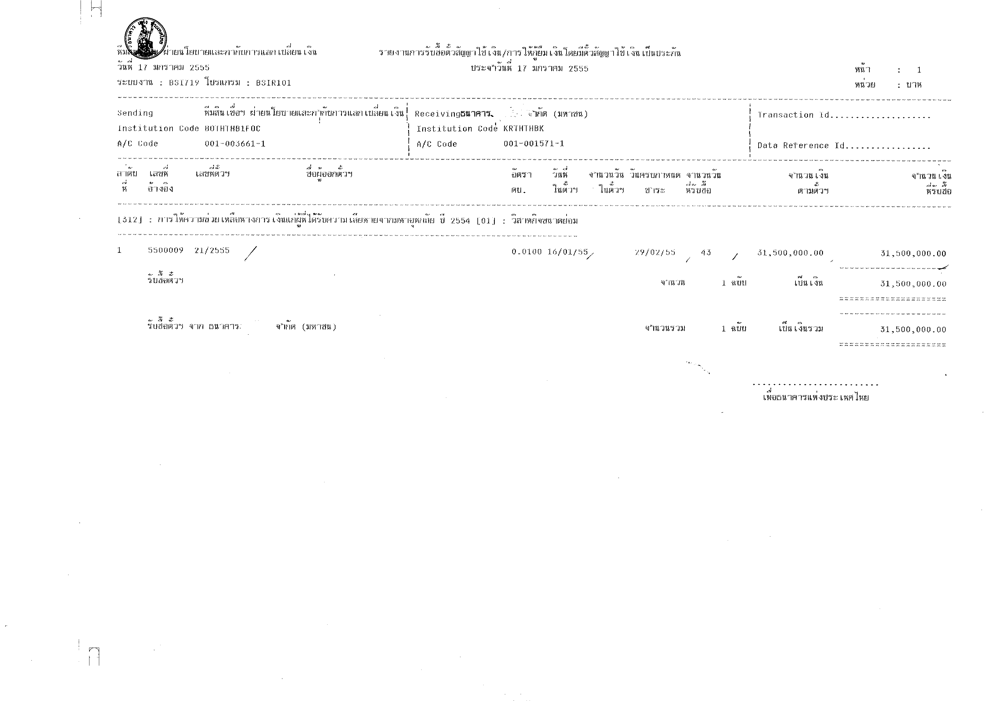 ธนาคารแห่งประเทศไทย
ทีมสินเชื่อฯ ฝ่ายนโยบายและกำกับการแลกเปลี่ยนเงิน รายงานการรับซื้อตั๋วสัญญาใช้เงิน/การให้กู้ยืมเงินโดยมีตั๋วสัญญาใช้เงินเป็นประกัน
วันที่ 17 มกราคม 2555 ประจำวันที่ 17 มกราคม 2555 หน้า : 1
ระบบงาน : BSI719 โปรแกรม : BSIR101 หน่วย : บาท
Sending ทีมสินเชื่อฯ ฝ่ายนโยบายและกำกับการแลกเปลี่ยนเงิน Receivingธนาคาร จำกัด (มหาชน) Transaction Id.....................
Institution Code BOTHTHB1FOC Institution Code KRTHTHBK
A/C Code 001-003661-1 A/C Code 001-001571-1 Data Reference Id.................
ลำดับ เลขที่ เลขที่ตั๋วฯ ชื่อผู้ออกตั๋วฯ อัตรา วันที่ จำนวนวัน วันครบกำหนด จำนวนวัน จำนวนเงิน จำนวนเงิน
ที่ อ้างอิง ดบ. ในตั๋วฯ ในตั๋วฯ ชำระ ที่รับซื้อ ตามตั๋วฯ ที่รับซื้อ
[312] : การให้ความช่วยเหลือทางการเงินแก่ผู้ที่ได้รับความเสียหายจากมหาอุทกภัย ปี 2554 [01] : วิสาหกิจขนาดย่อม
1 5500009 21/2555 0.0100 16/01/55 29/02/55 43 31,500,000.00 31,500,000.00
รับซื้อตั๋วฯ จำนวน 1 ฉบับ เป็นเงิน 31,500,000.00
รับซื้อตั๋วฯ จาก ธนาคาร จำกัด (มหาชน) จำนวนรวม 1 ฉบับ เป็นเงินรวม 31,500,000.00
.........................
เพื่อธนาคารแห่งประเทศไทย